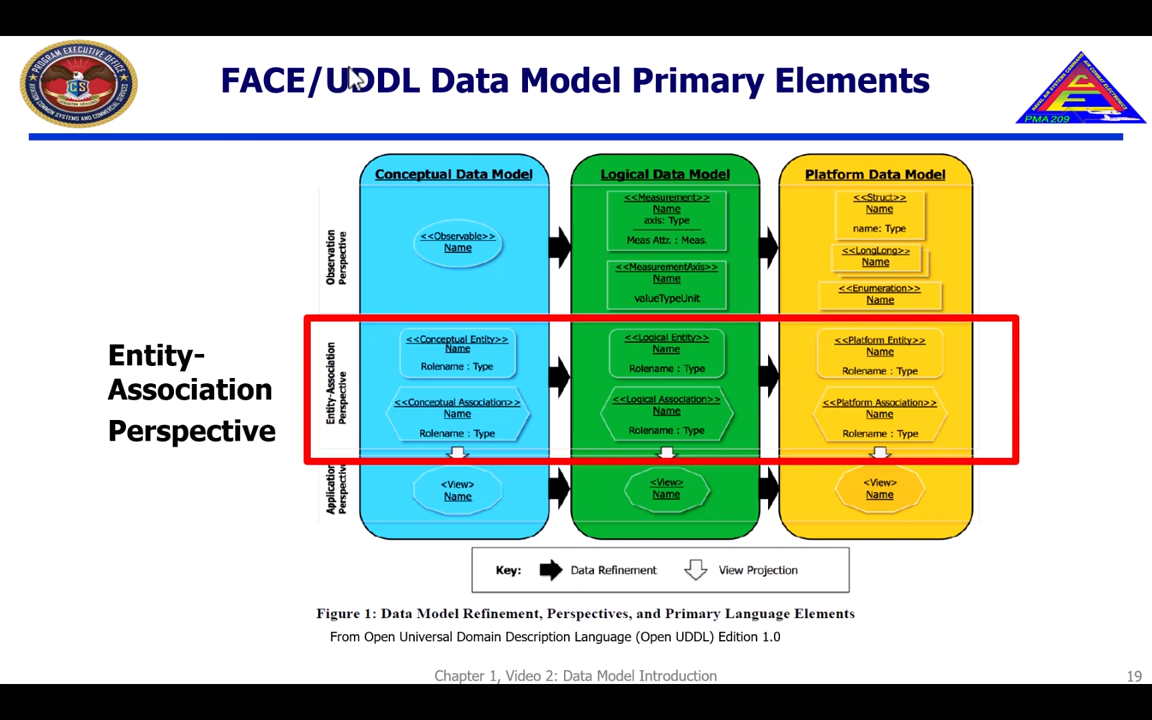 FACE/UDDL Data Model Primary Elements
PMA 209
Conceptual Data Model
Logical Data Model
Platform Data Model
Observation
Perspective
<<Observable>>
Name
<<Measurement>>
Name
axis: Type
Meas Attr. : Meas.
<<MeasurementAxis>>
Name
valueTypeUnit
<<Struct>>
Name
name: Type
<<LongLong>>
Name
<<Enumeration>>
Name
Entity-
Association
Perspective
Entity-Association
Perspective
<<Conceptual Entity>>
Name
Rolename : Type
<<Conceptual Association>>
Name
Rolename : Type
<<Logical Entity>>
Name
Rolename : Type
<<Logical Association>>
Name
Rolename : Type
<<Platform Entity>>
Name
Rolename : Type
<<Platform Association>>
Name
Rolename : Type
Application
Perspective
<View>
Name
<View>
Name
<View>
Name
Key:
Data Refinement
View Projection
Figure 1: Data Model Refinement, Perspectives, and Primary Language Elements
From Open Universal Domain Description Language (Open UDDL) Edition 1.0
Chapter 1, Video 2: Data Model Introduction
19